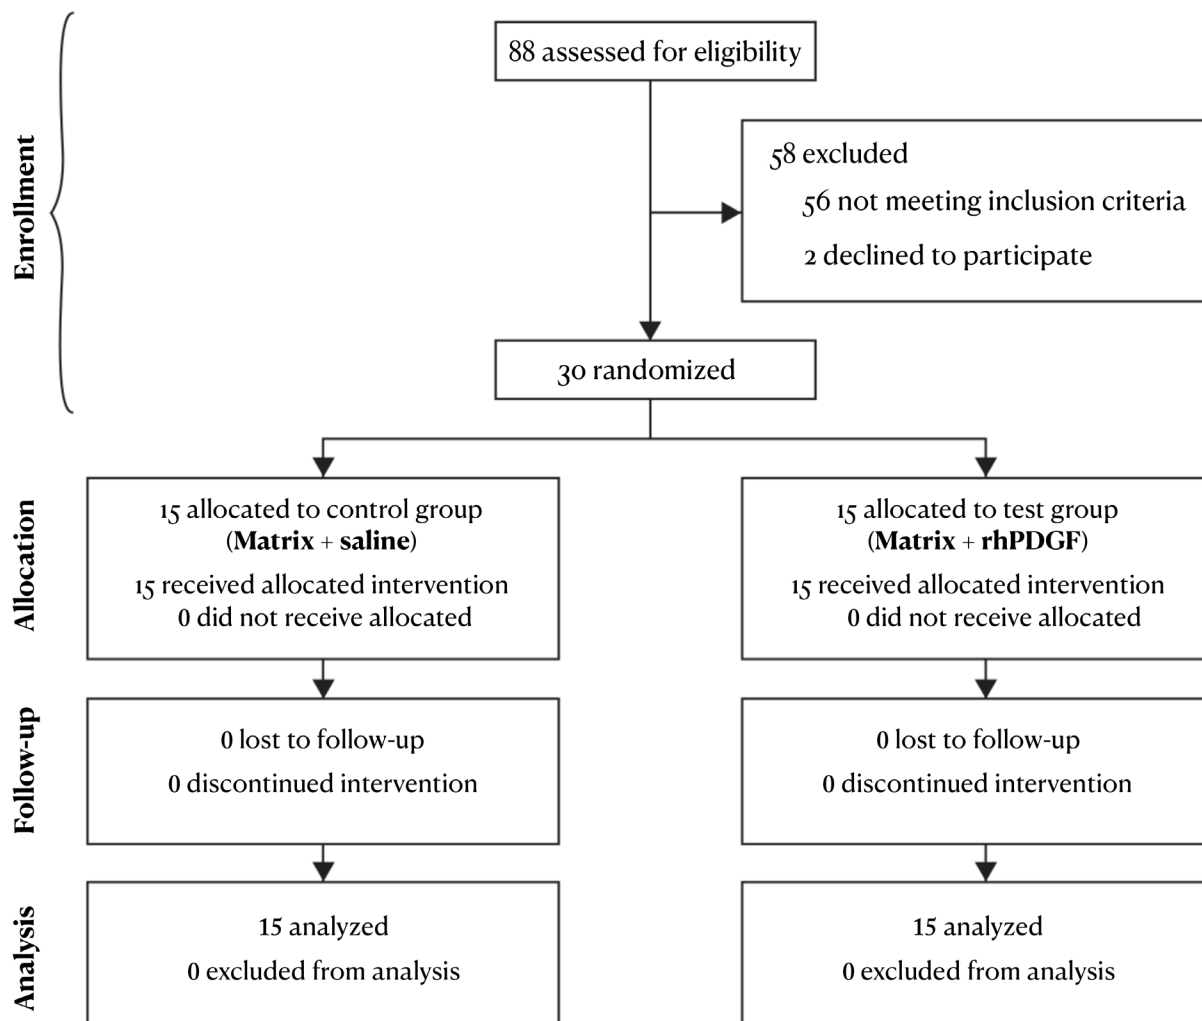 88 assessed for eligibility
Enrollment
58 excluded
56 not meeting inclusion criteria
2 declined to participate
30 randomized
Allocation
15 allocated to control group
(Matrix + saline)
15 received allocated intervention
0 did not receive allocated
15 allocated to test group
(Matrix + rhPDGF)
15 received allocated intervention
0 did not receive allocated
Follow-up
0 lost to follow-up
0 discontinued intervention
0 lost to follow-up
0 discontinued intervention
Analysis
15 analyzed
0 excluded from analysis
15 analyzed
0 excluded from analysis